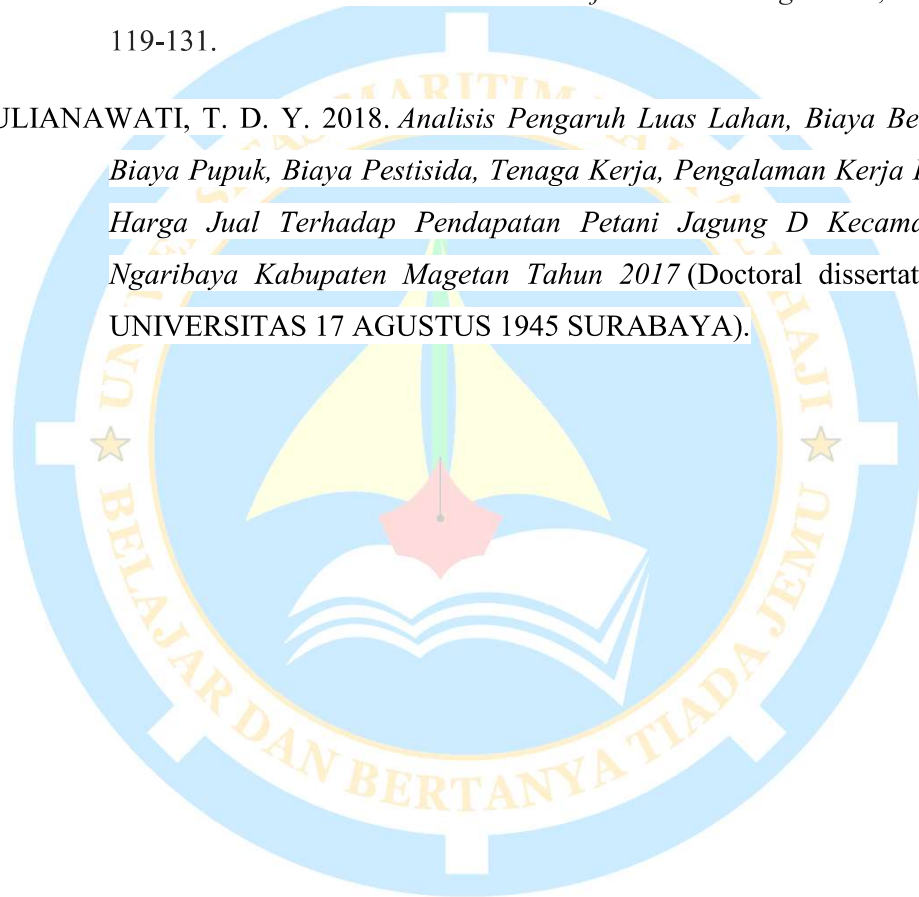 119-131.
ULIANAWATI, T. D. Y. 2018. Analisis Pengaruh Luas Lahan, Biaya Be
Biaya Pupuk, Biaya Pestisida, Tenaga Kerja, Pengalaman Kerja
Harga Jual Terhadap Pendapatan Petani Jagung D Kecama
Ngaribaya Kabupaten Magetan Tahun 2017 (Doctoral dissertat
UNIVERSITAS 17 AGUSTUS 1945 SURABAYA).
BELAJAR DAN BERTANYA TIADA JEMU